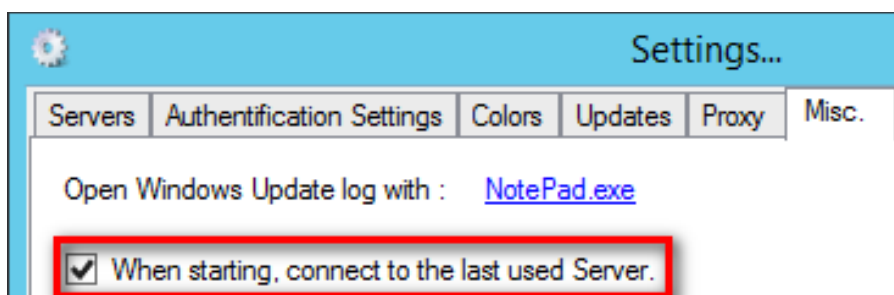 Settings...
Servers Authentification Settings Colors Updates Proxy Misc.
Open Windows Update log with : NotePad.exe
When starting, connect to the last used Server.